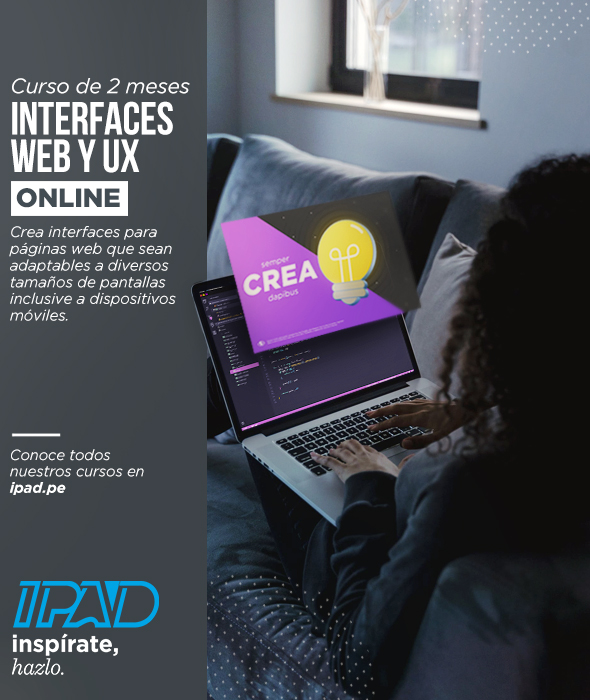 Curso de 2 meses
INTERFACES
WEB Y UX
ONLINE
Crea interfaces para
páginas web que sean
adaptables a diversos
tamaños de pantallas
inclusive a dispositivos
móviles.
Conoce todos
nuestros cursos en
ipad.pe
IPAD
inspírate,
hazlo.
semper
CREA
dapibus